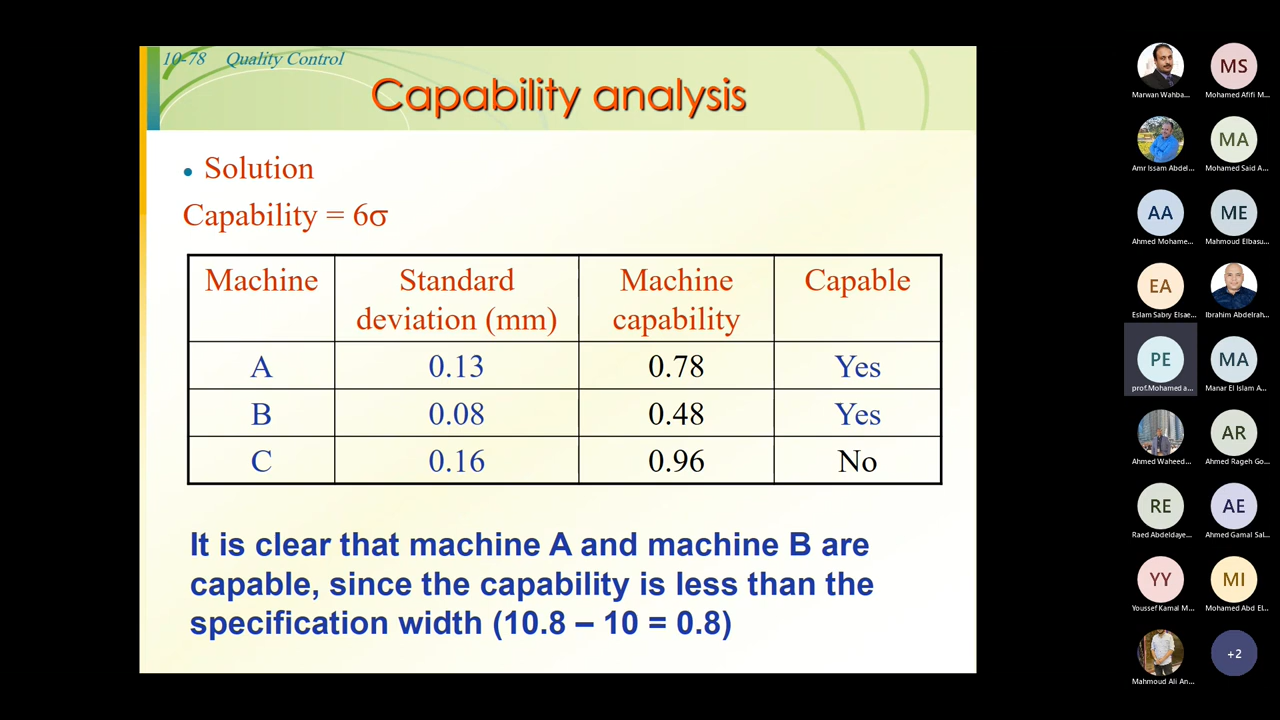 10-78 Quality Control
Capability analysis
• Solution
Capability = 6σ
Machine
Standard deviation (mm)
Machine capability
Capable
A 0.13 0.78 Yes
B 0.08 0.48 Yes
C 0.16 0.96 No
It is clear that machine A and machine B are
capable, since the capability is less than the
specification width (10.8 – 10 = 0.8)
Marwan Wahba...
MS
Mohamed Afifi M...
Amr Issam Abdel...
MA
Mohamed Said A...
AA
Ahmed Mohame...
ME
Mahmoud Elbasu...
EA
Eslam Sabry Elsae...
Ibrahim Abdelrah...
PE
prof.Mohamed a...
MA
Manar El Islam A...
Ahmed Waheed...
AR
Ahmed Rageh Go...
RE
Raed Abdeldaye...
AE
Ahmed Gamal Sal...
YY
Youssef Kamal M...
MI
Mohamed Abd El...
Mahmoud Ali An...
+2